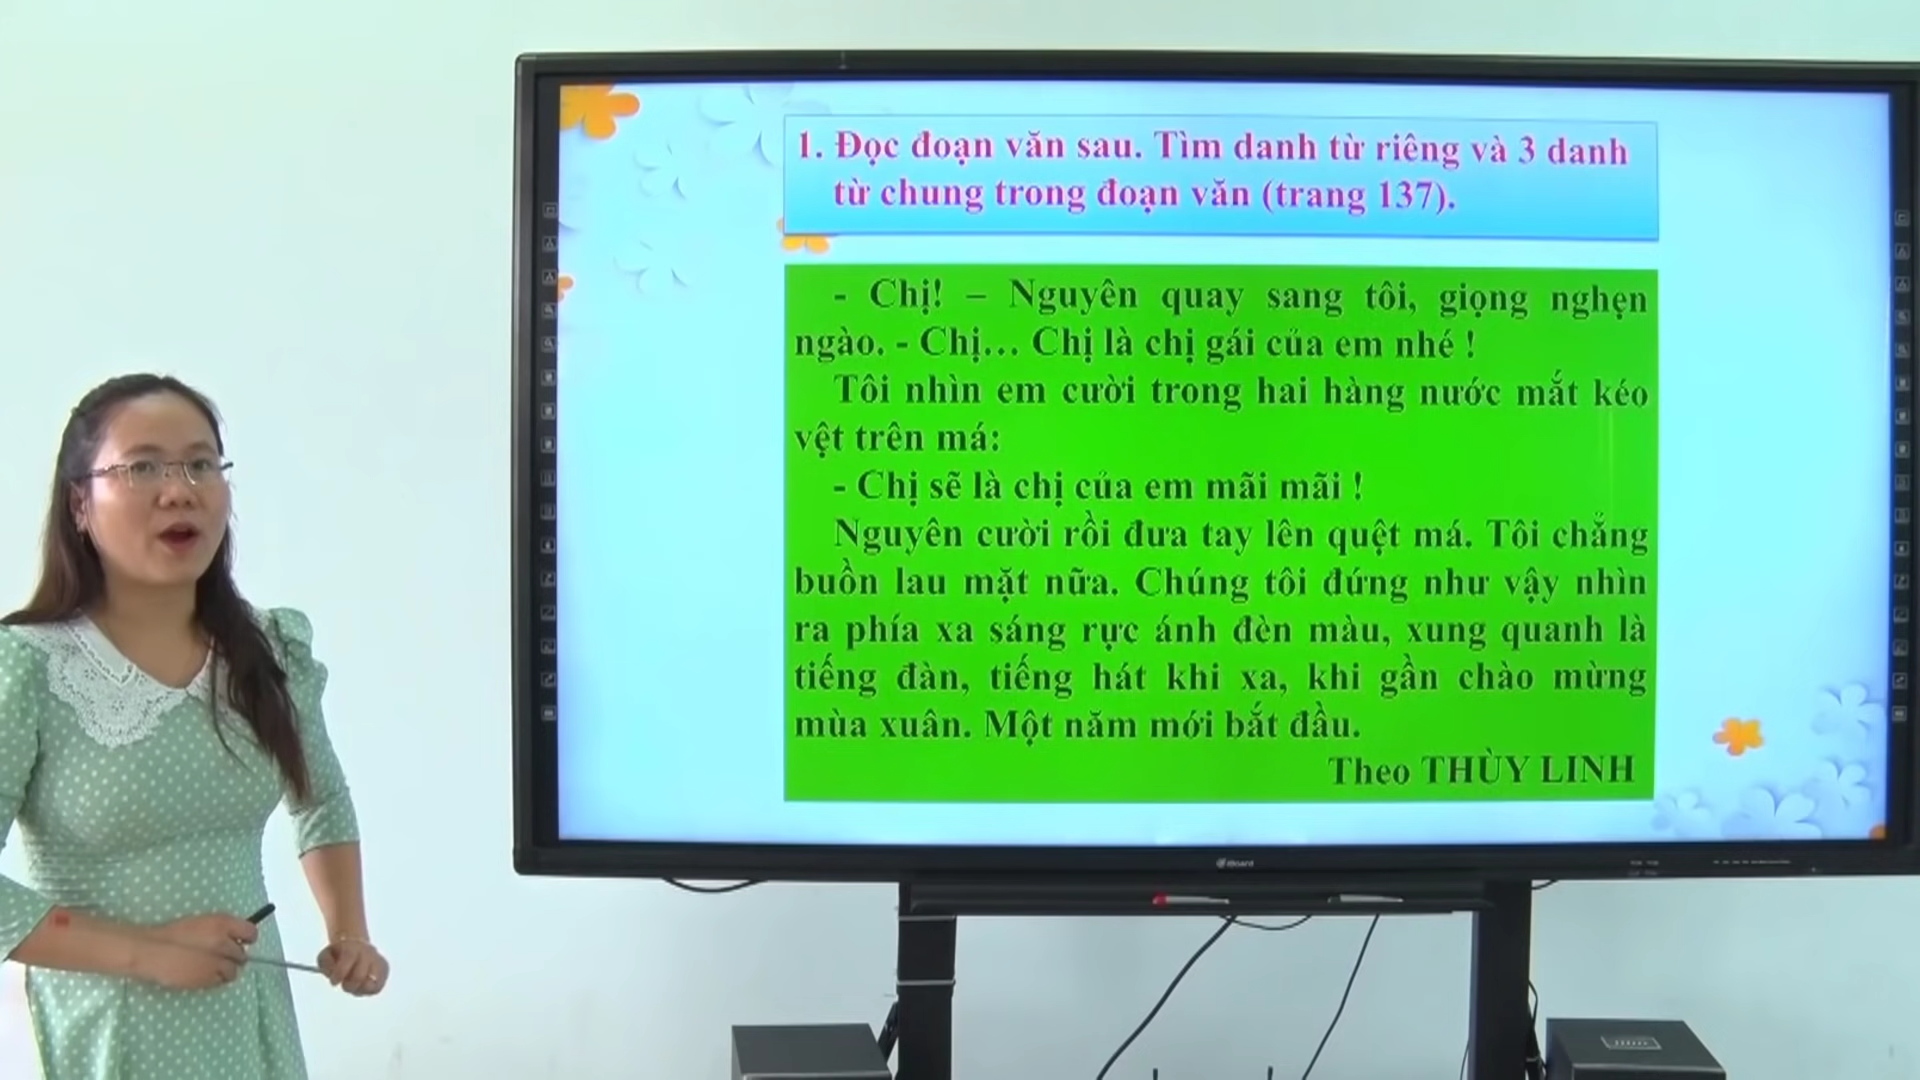 1. Đọc đoạn văn sau. Tìm danh từ riêng và 3 danh
từ chung trong đoạn văn (trang 137).
- Chị! – Nguyên quay sang tôi, giọng nghẹn
ngào. - Chị... Chị là chị gái của em nhé !
Tôi nhìn em cười trong hai hàng nước mắt kéo
vệt trên má:
- Chị sẽ là chị của em mãi mãi !
Nguyên cười rồi đưa tay lên quệt má. Tôi chẳng
buồn lau mặt nữa. Chúng tôi đứng như vậy nhìn
ra phía xa sáng rực ánh đèn màu, xung quanh là
tiếng đàn, tiếng hát khi xa, khi gần chào mừng
mùa xuân. Một năm mới bắt đầu.
Theo THÙY LINH